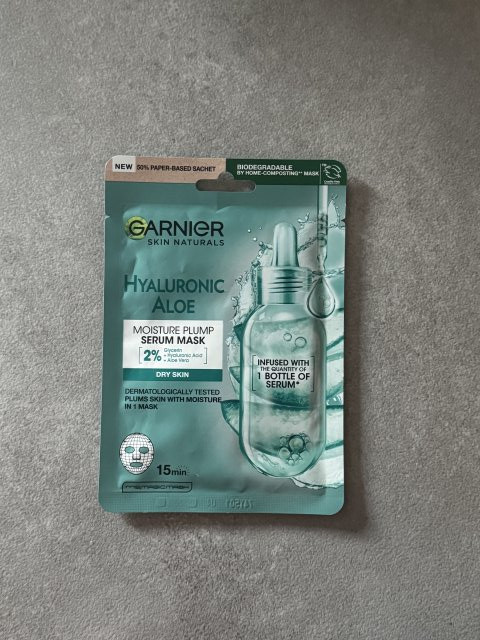 NEW 50% PAPER-BASED SACHET
BIODEGRADABLE
BY HOME-COMPOSTING** MASK
GARNIER
SKIN NATURALS
HYALURONIC
ALOE
MOISTURE PLUMP
SERUM MASK
2%
Glycerin
+ Hyaluronic Acid
+ Aloe Vera
DRY SKIN
DERMATOLOGICALLY TESTED
PLUMS SKIN WITH MOISTURE
IN 1 MASK
INFUSED WITH
THE QUANTITY OF
1 BOTTLE OF
SERUM*
15min